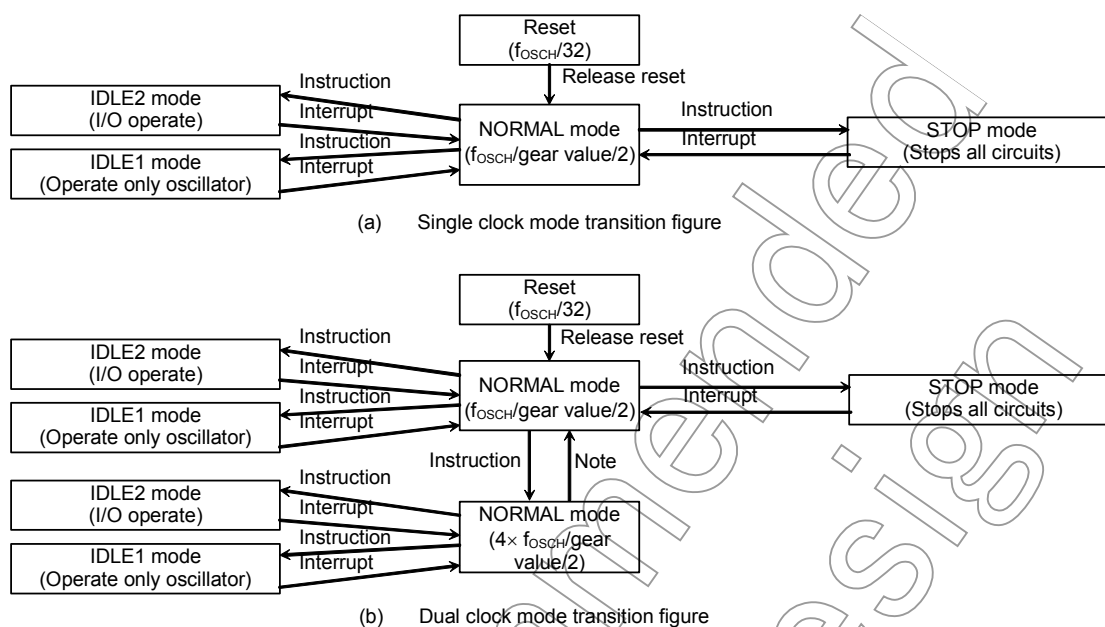 Reset
(fOSCH/32)
Release reset
Instruction
IDLE2 mode
(I/O operate)
Interrupt
Instruction
IDLE1 mode
(Operate only oscillator)
Interrupt
NORMAL mode
(fOSCH/gear value/2)
Instruction
Interrupt
STOP mode
(Stops all circuits)
(a) Single clock mode transition figure
Reset
(fOSCH/32)
Release reset
Instruction
IDLE2 mode
(I/O operate)
Interrupt
Instruction
IDLE1 mode
(Operate only oscillator)
Interrupt
NORMAL mode
(fOSCH/gear value/2)
Instruction
Interrupt
STOP mode
(Stops all circuits)
Instruction
Note
Instruction
IDLE2 mode
(I/O operate)
Interrupt
Instruction
IDLE1 mode
(Operate only oscillator)
Interrupt
NORMAL mode
(4× fOSCH/gear
value/2)
(b) Dual clock mode transition figure